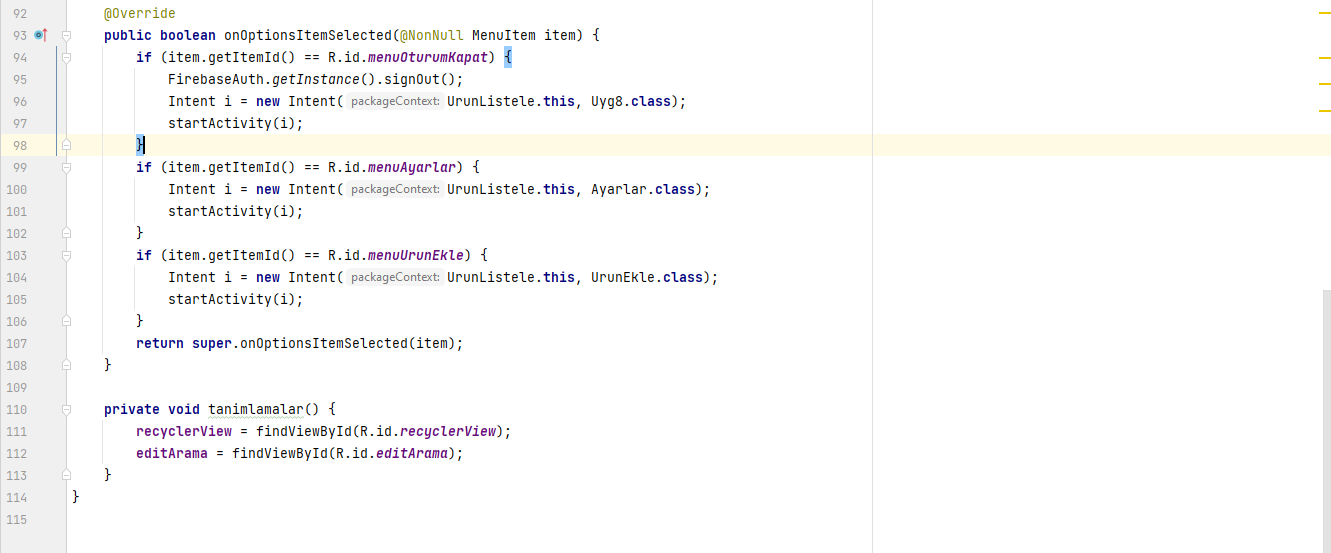 92 @Override
93 public boolean onOptionsItemSelected(@NonNull MenuItem item) {
94 if (item.getItemId() == R.id.menuOturumKapat) {
95 FirebaseAuth.getInstance().signOut();
96 Intent i = new Intent( packageContext: UrunListele.this, Uyg8.class);
97 startActivity(i);
98 }
99 if (item.getItemId() == R.id.menuAyarlar) {
100 Intent i = new Intent( packageContext: UrunListele.this, Ayarlar.class);
101 startActivity(i);
102 }
103 if (item.getItemId() == R.id.menuUrunEkle) {
104 Intent i = new Intent( packageContext: UrunListele.this, UrunEkle.class);
105 startActivity(i);
106 }
107 return super.onOptionsItemSelected(item);
108 }
109
110 private void tanimlamalar() {
111 recyclerView = findViewById(R.id.recyclerView);
112 editArama = findViewById(R.id.editArama);
113 }
114 }
115